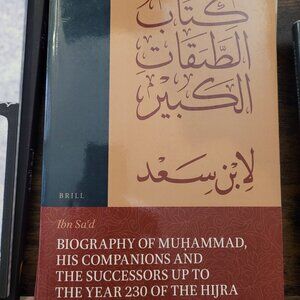 كتاب
الطبقات
الكبير
لابن سعد
BRILL
Ibn Sa'd
BIOGRAPHY OF MUḤAMMAD,
HIS COMPANIONS AND
THE SUCCESSORS UP TO
THE YEAR 230 OF THE HIJRA